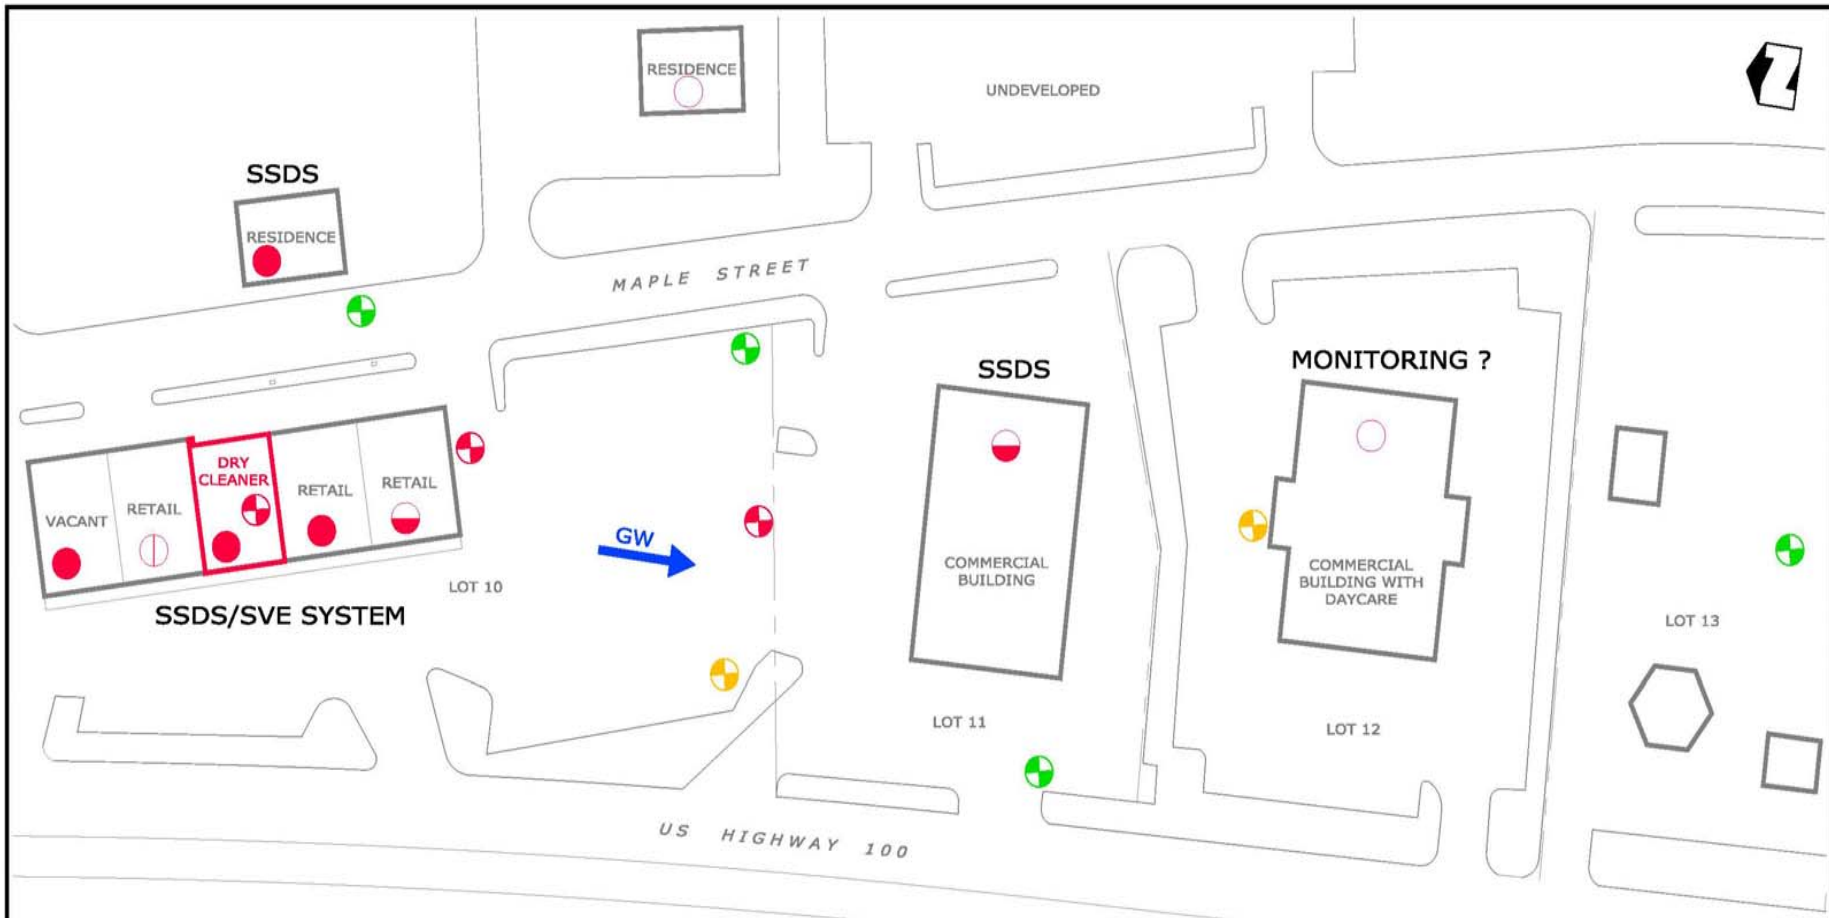 RESIDENCE
UNDEVELOPED
Z
SSDS
RESIDENCE
MAPLE STREET
SSDS
MONITORING ?
DRY
CLEANER
RETAIL
RETAIL
RETAIL
VACANT
GW
COMMERCIAL
BUILDING
COMMERCIAL
BUILDING WITH
DAYCARE
LOT 10
SSDS/SVE SYSTEM
LOT 13
LOT 11
LOT 12
US HIGHWAY 100